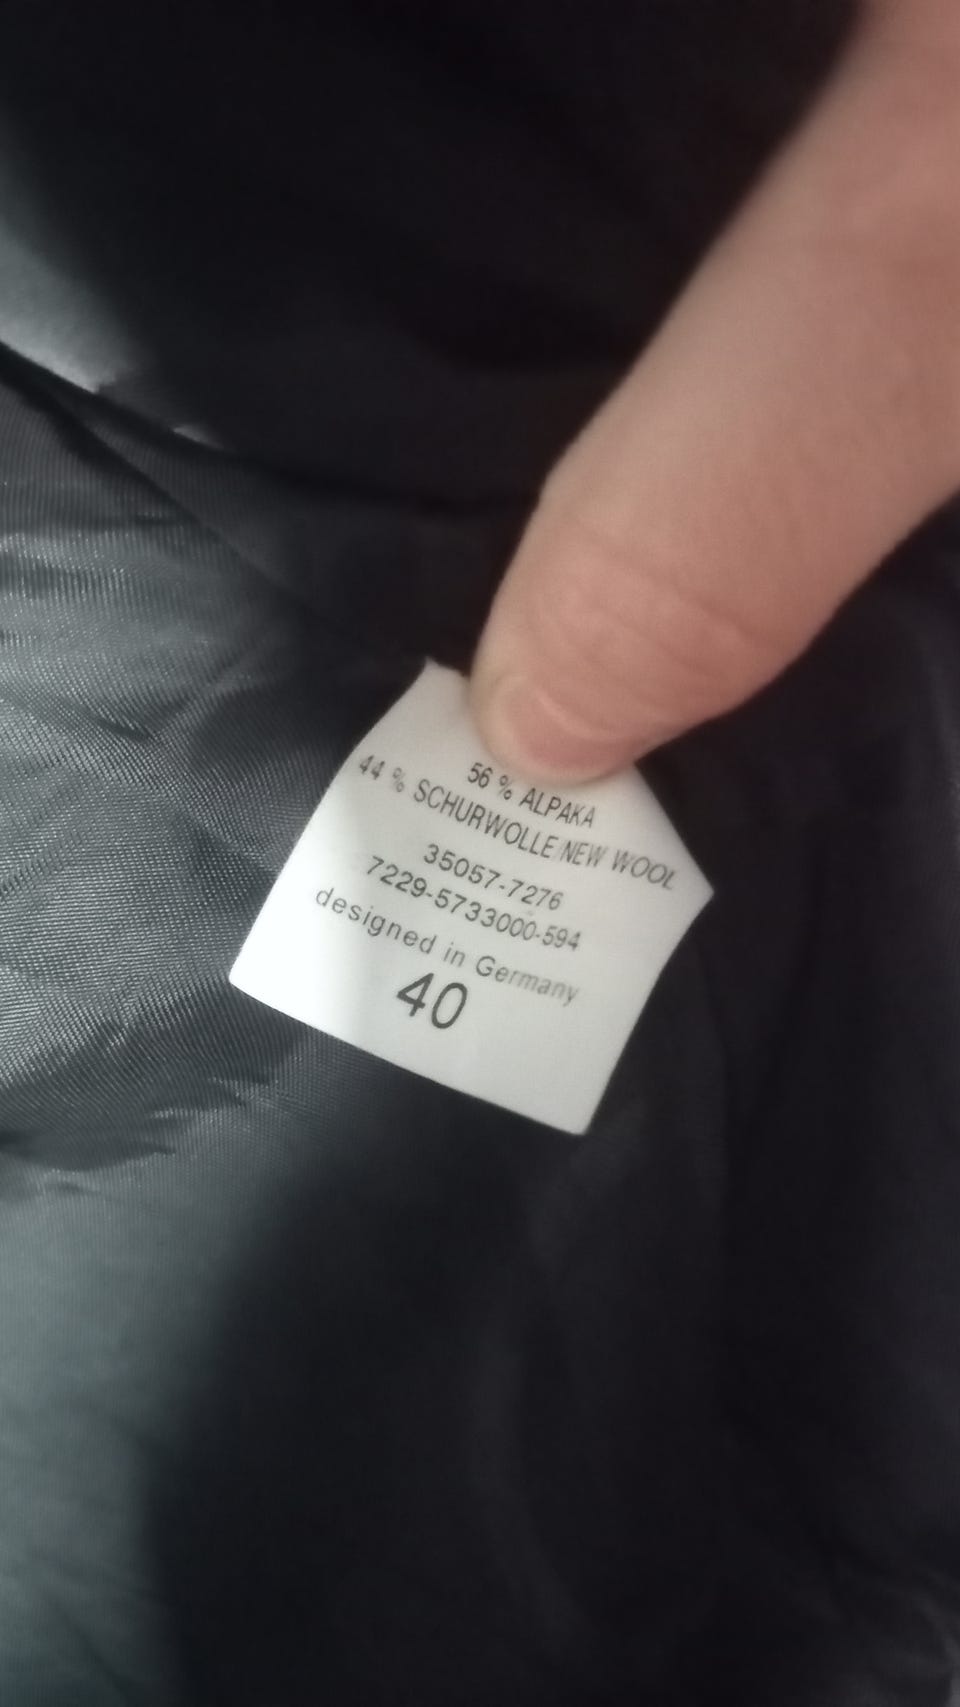 56 % ALPAKA
44 % SCHURWOLLE/NEW WOOL
35057-7276
7229-5733000-594
designed in Germany
40